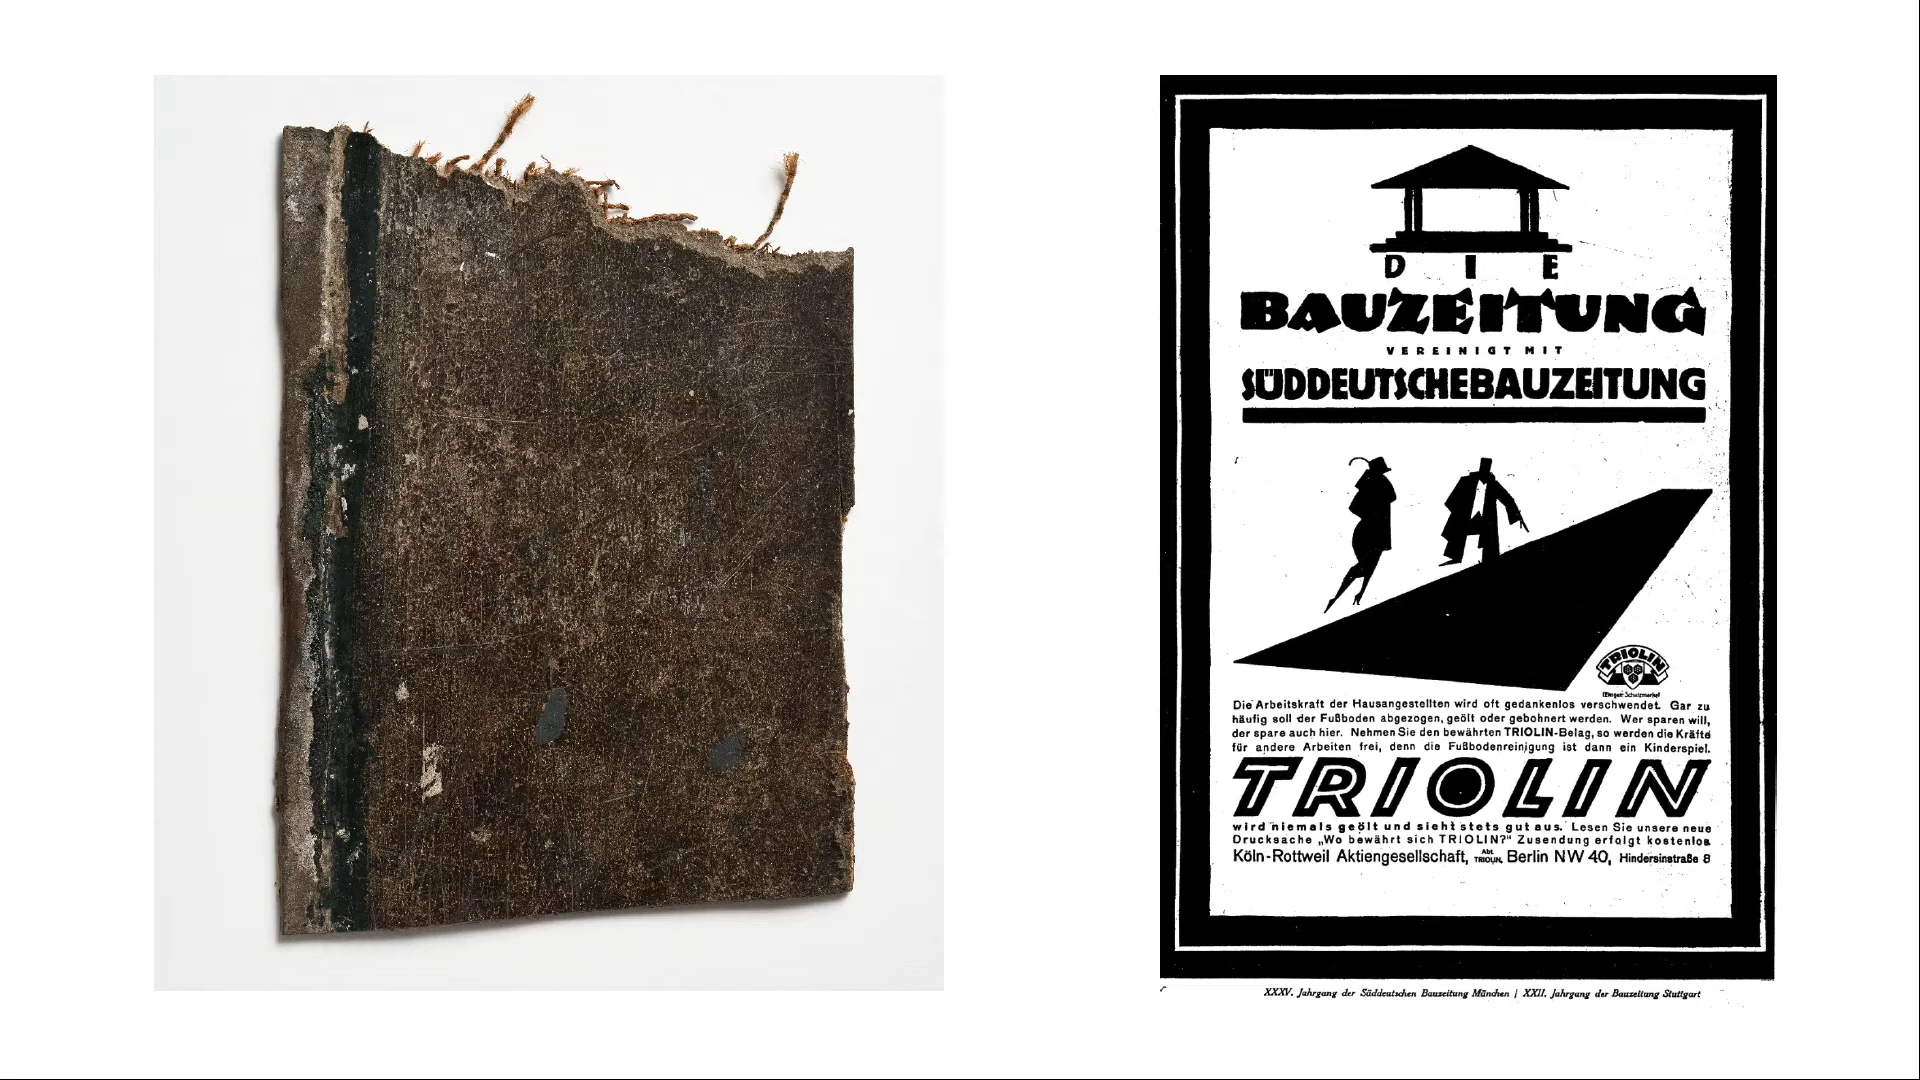 D I E
BAUZEITUNG
VEREINIGT MIT
SÜDDEUTSCHEBAUZEITUNG
TRIOLIN
Die Arbeitskraft der Hausangestellten wird oft gedankenlos verschwendet. Gar zu
häufig soll der Fußboden abgezogen, geölt oder gebohnert werden. Wer sparen will,
der spare auch hier. Nehmen Sie den bewährten TRIOLIN-Belag, so werden die Kräfte
für andere Arbeiten frei, denn die Fußbodenreinigung ist dann ein Kinderspiel.
TRIOLIN
wird niemals geölt und sieht stets gut aus. Lesen Sie unsere neue
Drucksache „Wo bewährt sich TRIOLIN?" Zusendung erfolgt kostenlos
Köln-Rottweil Aktiengesellschaft, Abt. TRIOLIN, Berlin NW 40, Hindersinstraße 8
XXXV. Jahrgang der Süddeutschen Bauzeitung München / XXII. Jahrgang der Bauzeitung Stuttgart